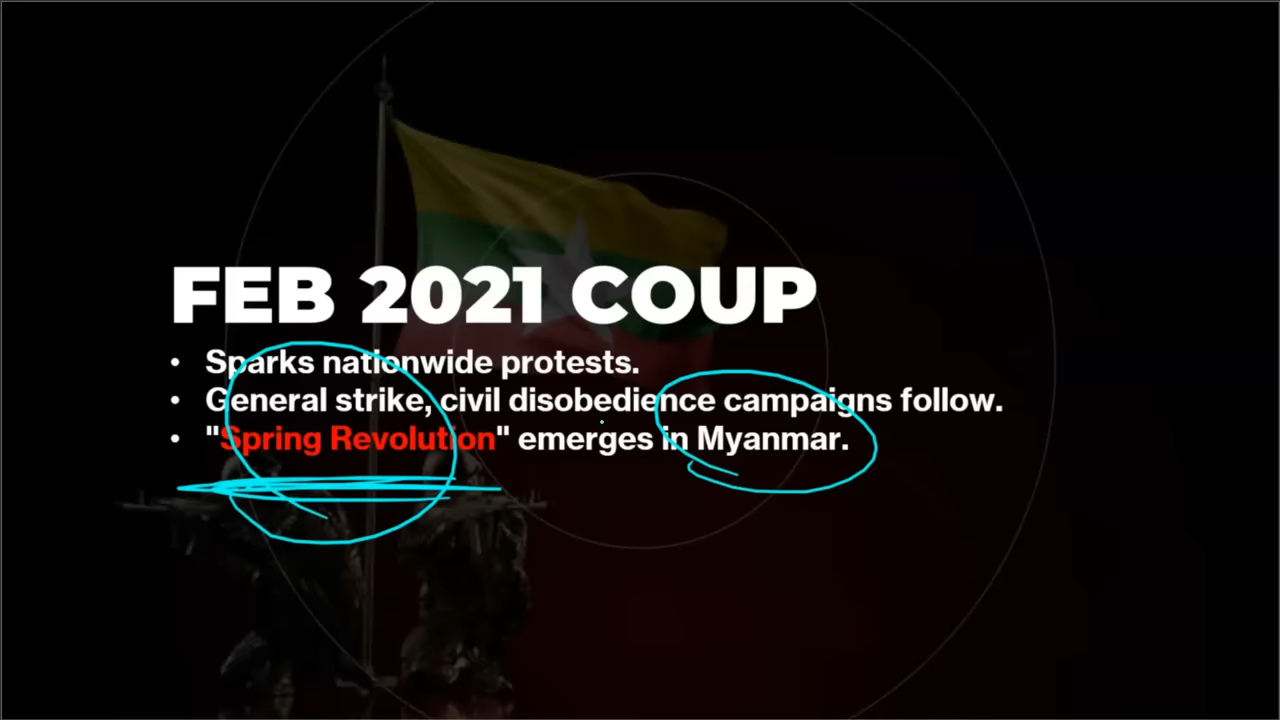 FEB 2021 COUP
• Sparks nationwide protests.
• General strike, civil disobedience campaigns follow.
• "Spring Revolution" emerges in Myanmar.